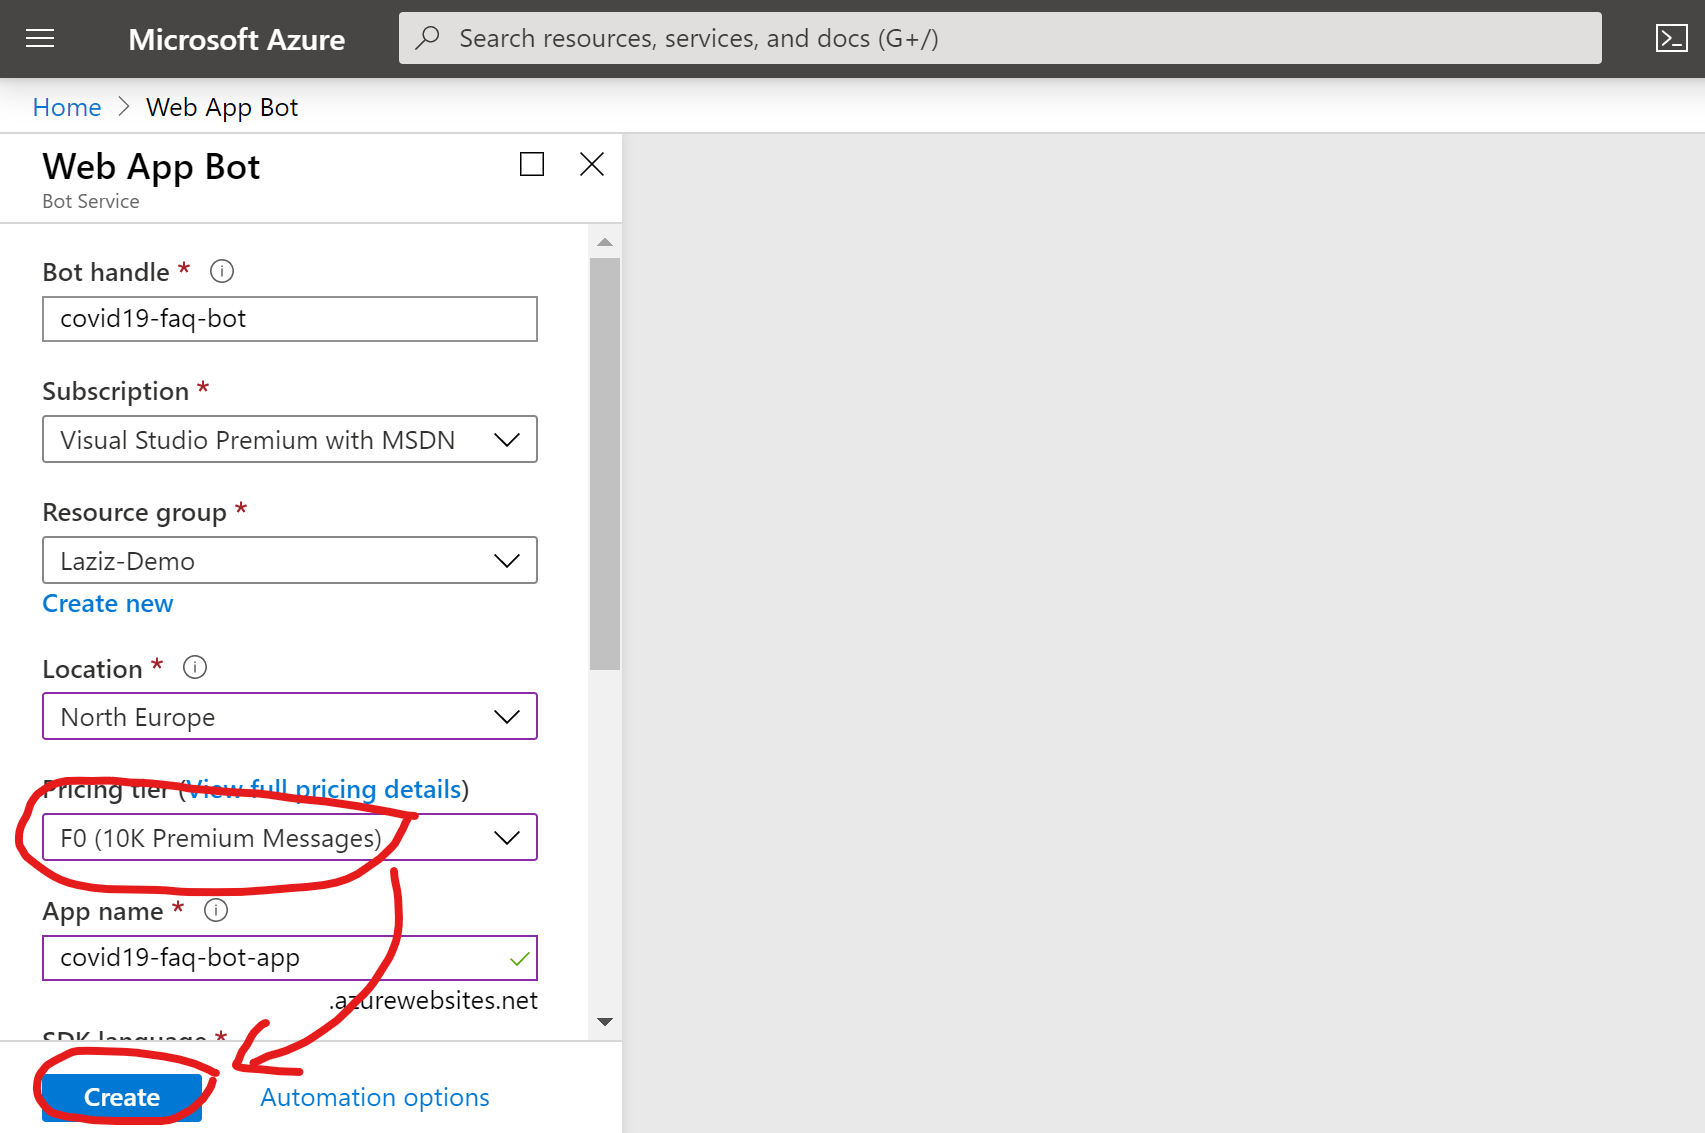 Microsoft Azure
Search resources, services, and docs (G+/)
Home > Web App Bot
Web App Bot
Bot Service
Bot handle *
covid19-faq-bot
Subscription *
Visual Studio Premium with MSDN
Resource group *
Laziz-Demo
Create new
Location *
North Europe
Pricing tier (View full pricing details)
F0 (10K Premium Messages)
App name *
covid19-faq-bot-app
.azurewebsites.net
SDK language *
Create
Automation options